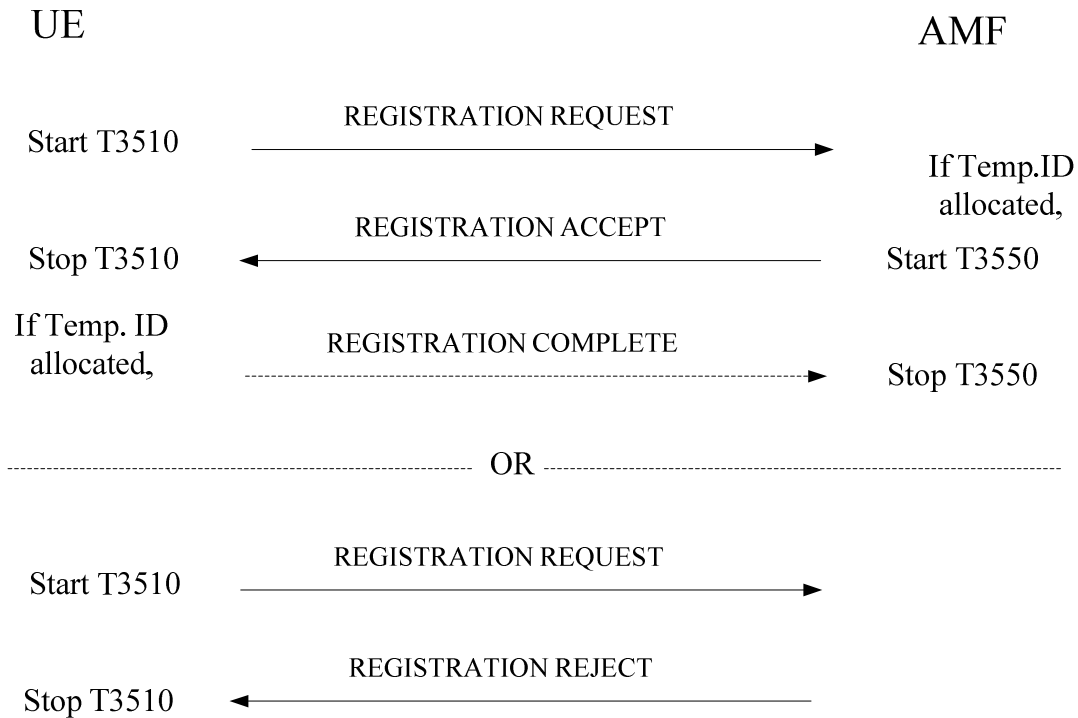 UE
AMF
REGISTRATION REQUEST
Start T3510
If Temp.ID
allocated,
REGISTRATION ACCEPT
Stop T3510
Start T3550
If Temp. ID
allocated,
REGISTRATION COMPLETE
Stop T3550
OR
REGISTRATION REQUEST
Start T3510
REGISTRATION REJECT
Stop T3510